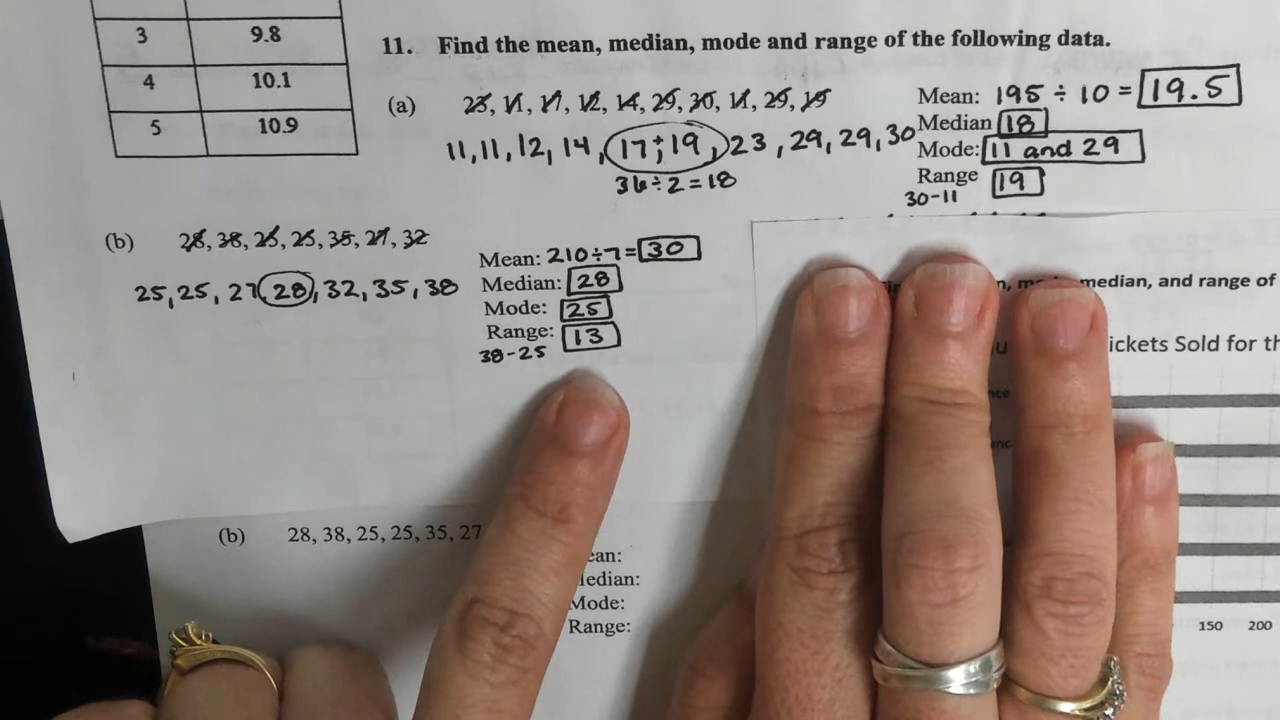 3 9.8
4 10.1
5 10.9
11. Find the mean, median, mode and range of the following data.
(a) 23, 11, 17, 12, 14, 29, 30, 11, 29, 19
11, 11, 12, 14, 17, 19, 23, 29, 29, 30
36 ÷ 2 = 18
Mean: 195 ÷ 10 = 19.5
Median 18
Mode: 11 and 29
Range 19
30-11
(b) 28, 38, 25, 25, 35, 27, 32
25, 25, 27, 28, 32, 35, 38
Mean: 210÷7= 30
Median: 28
Mode: 25
Range: 13
38-25
median, and range of
ickets Sold for th
150 200
(b) 28, 38, 25, 25, 35, 27
ean:
Median:
Mode:
Range: